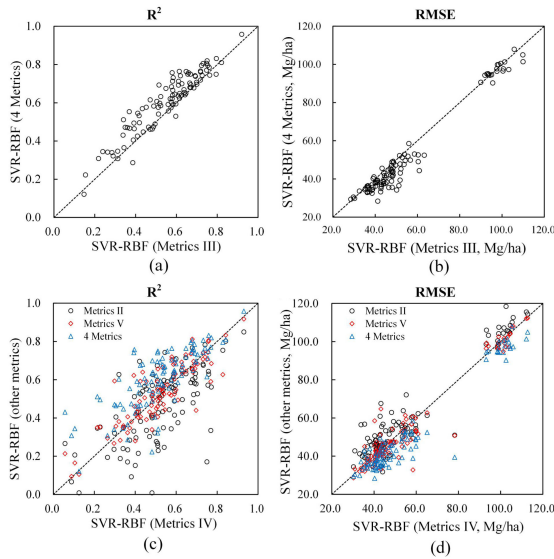 R²
1.0
0.8
0.6
0.4
0.2
0.0
SVR-RBF (4 Metrics)
0.0 0.2 0.4 0.6 0.8 1.0
SVR-RBF (Metrics III)
(a)
RMSE
120.0
100.0
80.0
60.0
40.0
20.0
SVR-RBF (4 Metrics, Mg/ha)
20.0 40.0 60.0 80.0 100.0 120.0
SVR-RBF (Metrics III, Mg/ha)
(b)
R²
1.0
0.8
0.6
0.4
0.2
0.0
SVR-RBF (other metrics)
Metrics II
Metrics V
4 Metrics
0.0 0.2 0.4 0.6 0.8 1.0
SVR-RBF (Metrics IV)
(c)
RMSE
120.0
100.0
80.0
60.0
40.0
20.0
SVR-RBF (other metrics, Mg/ha)
Metrics II
Metrics V
4 Metrics
20.0 40.0 60.0 80.0 100.0 120.0
SVR-RBF (Metrics IV, Mg/ha)
(d)